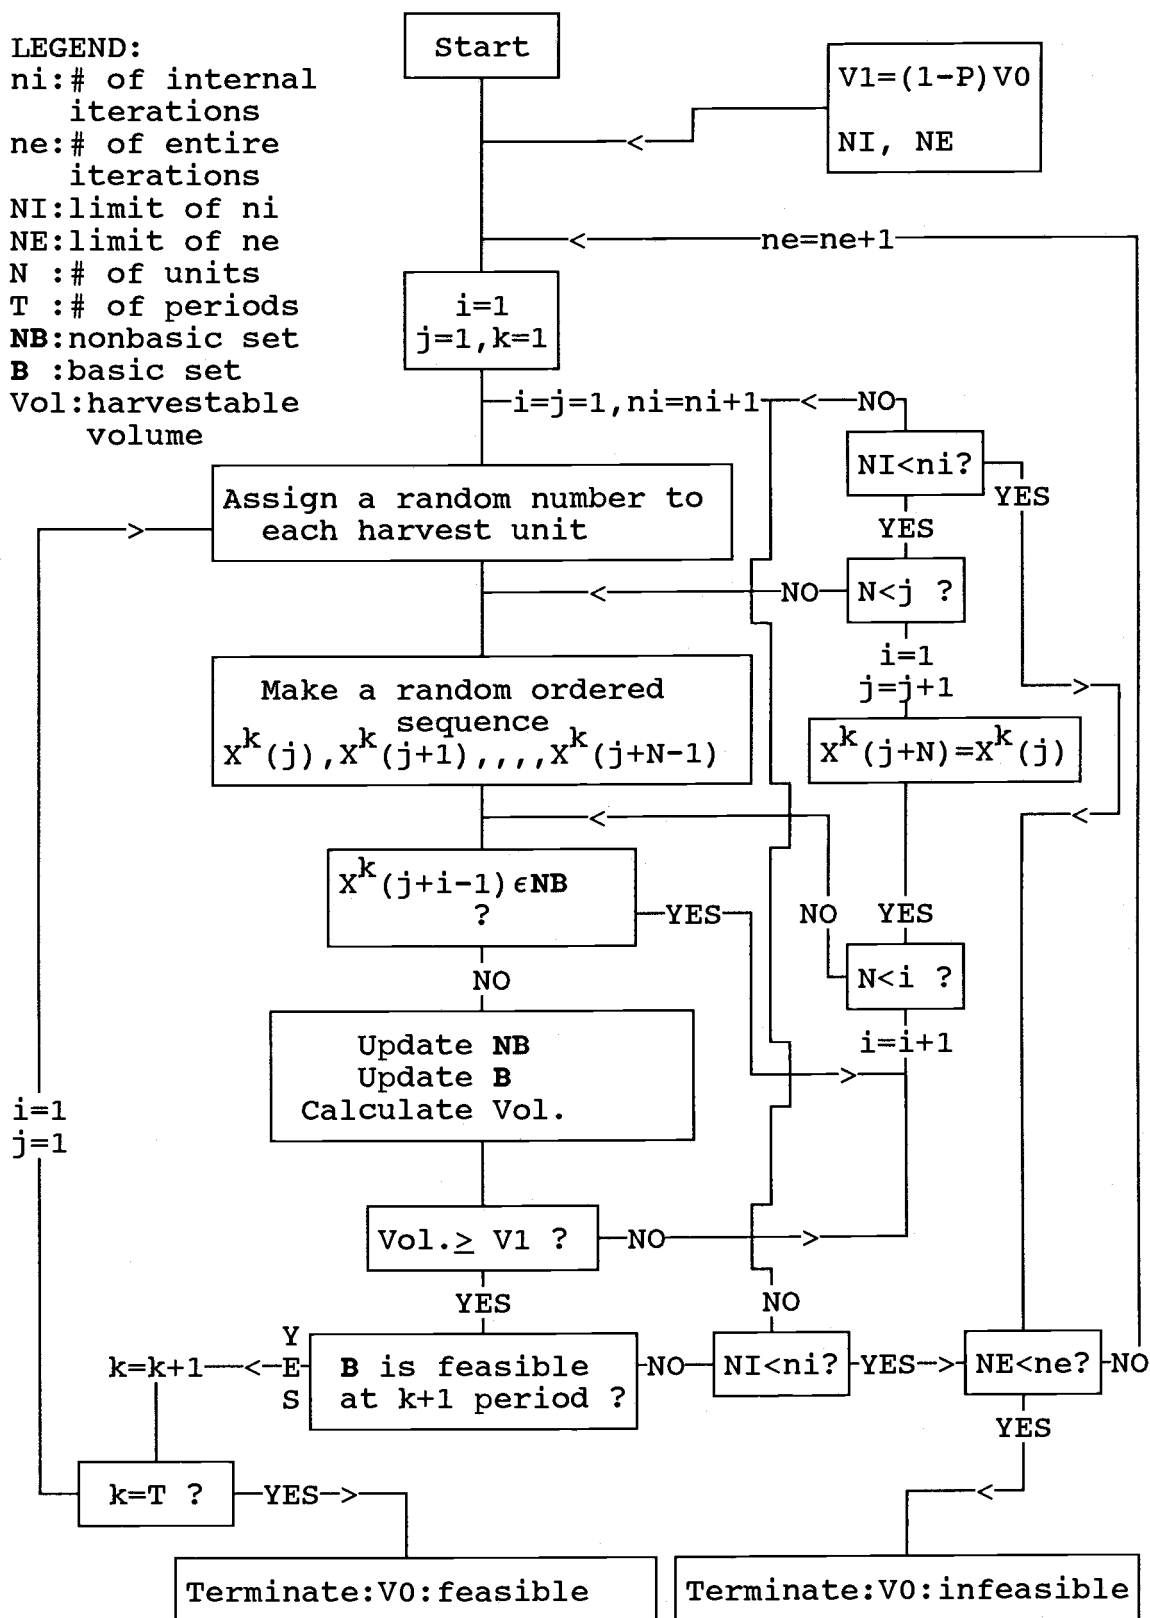 LEGEND:
ni:# of internal
iterations
ne:# of entire
iterations
NI:limit of ni
NE:limit of ne
N :# of units
T :# of periods
NB:nonbasic set
B :basic set
Vol:harvestable
volume
Start
V1=(1-P)V0
NI, NE
<
< ne=ne+1
i=1
j=1,k=1
i=j=1,ni=ni+1 < NO
NI<ni?
YES
YES
Assign a random number to
each harvest unit
>
< NO
N<j ?
i=1
j=j+1
>
Make a random ordered
sequence
X^k(j),X^k(j+1),,,,X^k(j+N-1)
X^k(j+N)=X^k(j)
<
<
X^k(j+i-1)ϵNB
?
YES
NO
YES
N<i ?
NO
i=i+1
Update NB
Update B
Calculate Vol.
>
i=1
j=1
Vol.≥ V1 ?
NO >
YES
NO
k=k+1 < YES
B is feasible
at k+1 period ?
NO
NI<ni?
YES >
NE<ne?
NO
YES
k=T ?
YES >
<
Terminate:V0:feasible
Terminate:V0:infeasible